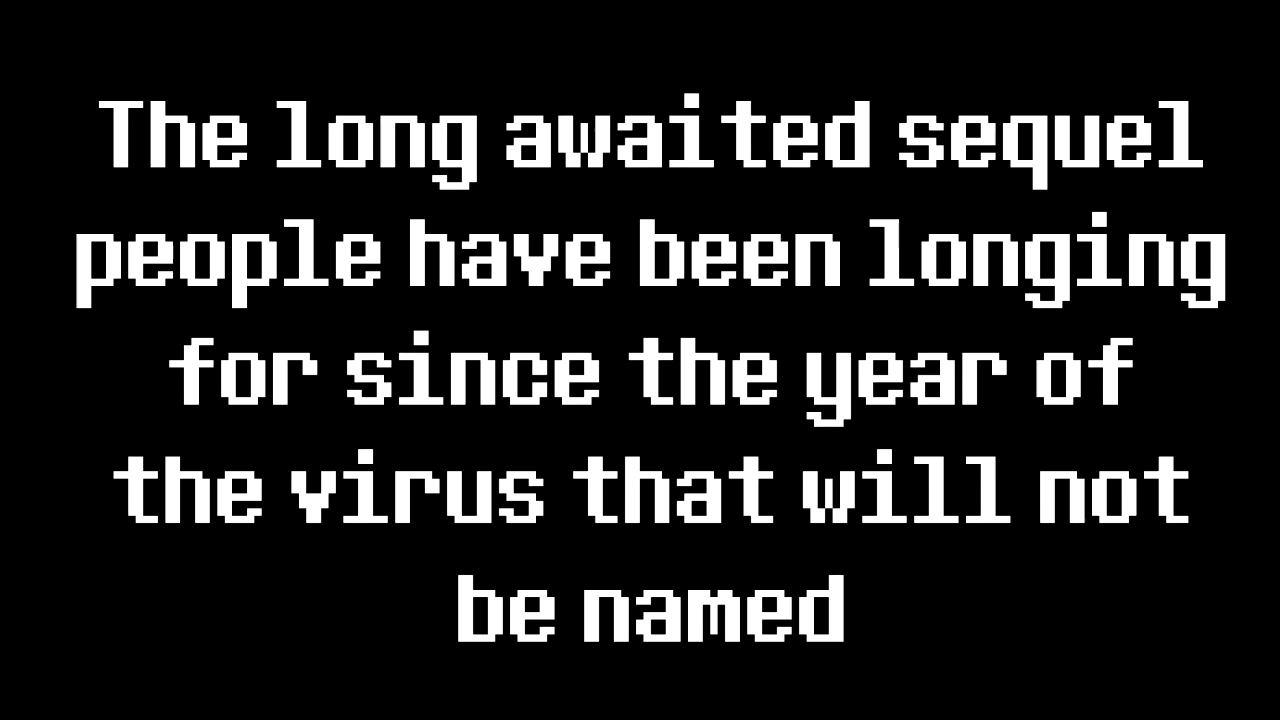 The long awaited sequel
people have been longing
for since the year of
the virus that will not
be named